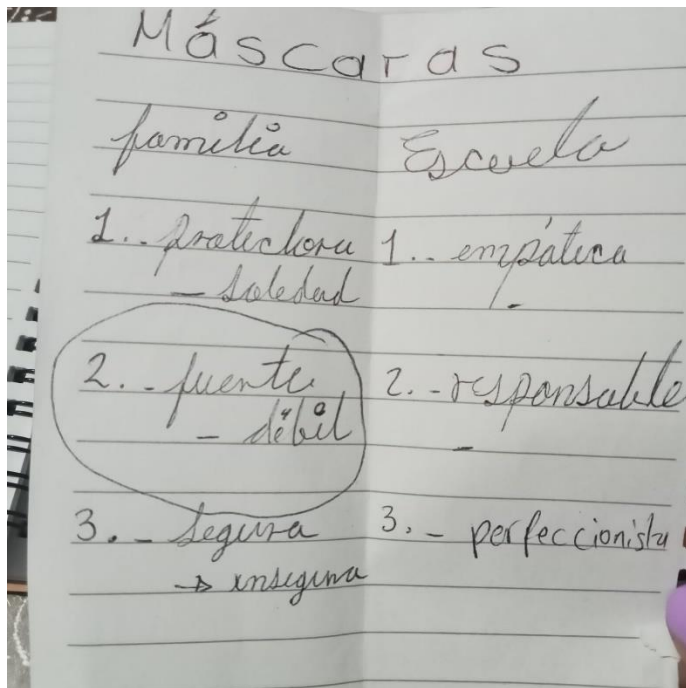 Máscaras
familia Escuela
1.. protectora 1.. empática
- soledad -
2.. fuerte 2.- responsable
- débil -
3.- Segura 3.- perfeccionista
→ insegura